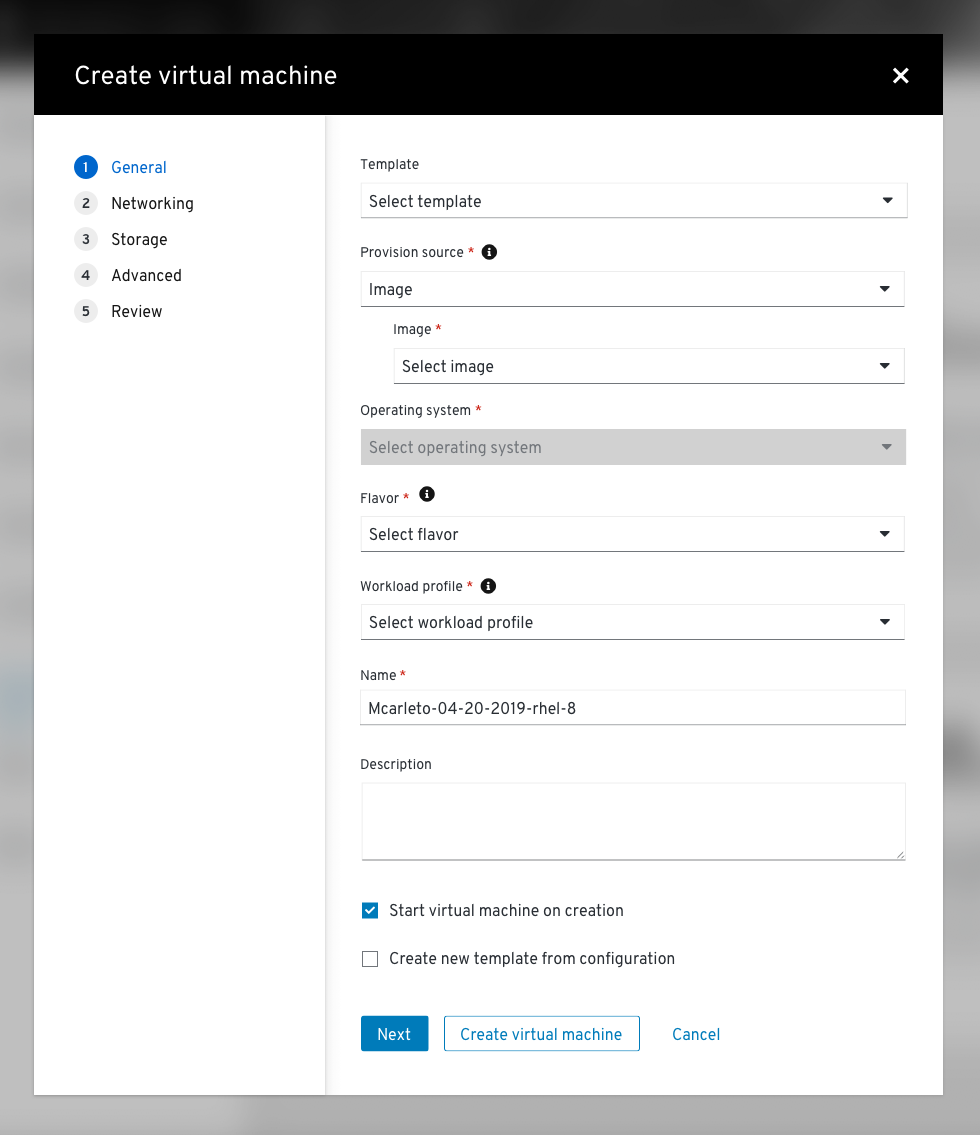 Create virtual machine
1 General
2 Networking
3 Storage
4 Advanced
5 Review
Template
Select template
Provision source *
Image
Image *
Select image
Operating system *
Select operating system
Flavor *
Select flavor
Workload profile *
Select workload profile
Name *
Mcarleto-04-20-2019-rhel-8
Description
Start virtual machine on creation
Create new template from configuration
Next Create virtual machine Cancel